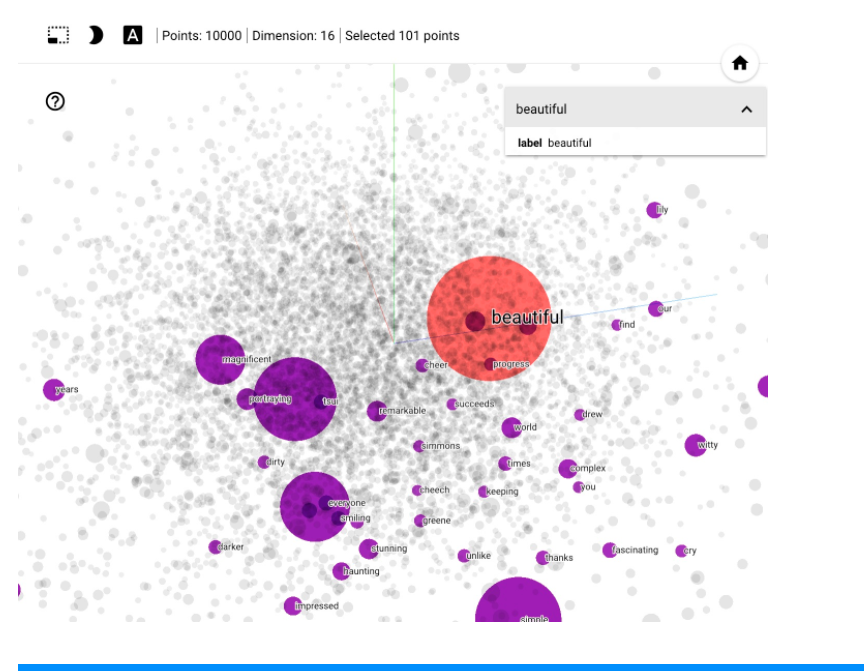 A | Points: 10000 | Dimension: 16 | Selected 101 points
beautiful
label beautiful
lily
our
beautiful
find
magnificent
cheer
progress
years
portraying
tsui
remarkable
succeeds
drew
world
simmons
witty
dirty
times
complex
cheech
keeping
you
everyone
smiling
greene
darker
stunning
unlike
thanks
fascinating
cry
haunting
impressed
simple